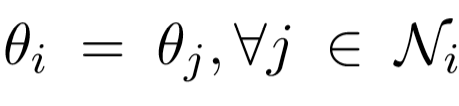 θ_i = θ_j, ∀j ∈ 𝒩_i